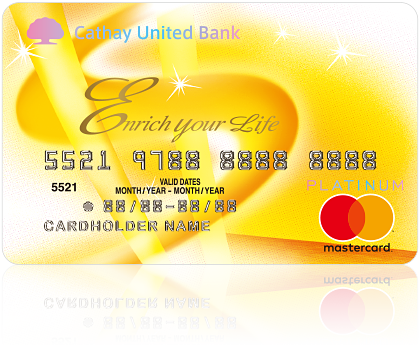 Cathay United Bank
Enrich your Life
5521 9788 8888 8888
5521
VALID DATES
MONTH/YEAR - MONTH/YEAR
88/88-88/88
CARDHOLDER NAME
PLATINUM
mastercard